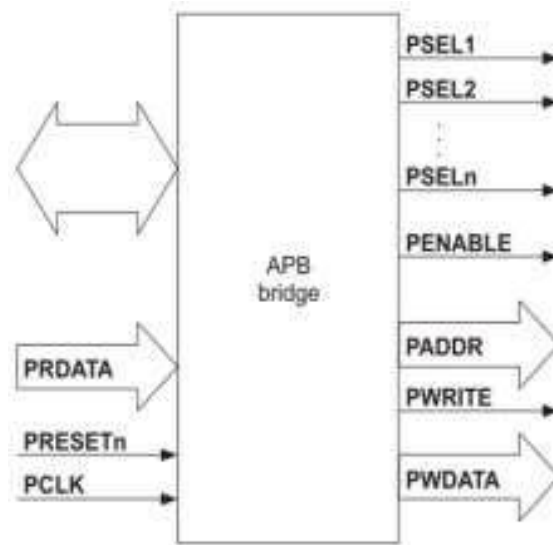 PSEL1
PSEL2
PSELn
PENABLE
APB
bridge
PADDR
PRDATA
PWRITE
PRESETn
PCLK
PWDATA